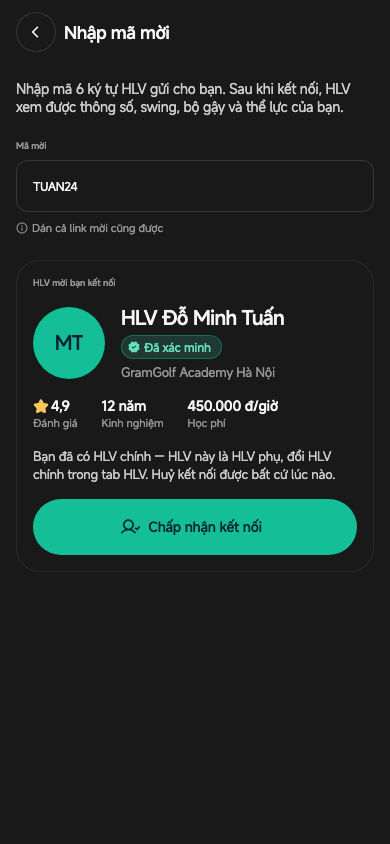 Nhập mã mời
Nhập mã 6 ký tự HLV gửi cho bạn. Sau khi kết nối, HLV
xem được thông số, swing, bộ gậy và thể lực của bạn.
Mã mời
TUAN24
Dán cả link mời cũng được
HLV mời bạn kết nối
MT
HLV Đỗ Minh Tuấn
Đã xác minh
GramGolf Academy Hà Nội
4,9 12 năm 450.000 đ/giờ
Đánh giá Kinh nghiệm Học phí
Bạn đã có HLV chính — HLV này là HLV phụ, đổi HLV
chính trong tab HLV. Huỷ kết nối được bất cứ lúc nào.
Chấp nhận kết nối